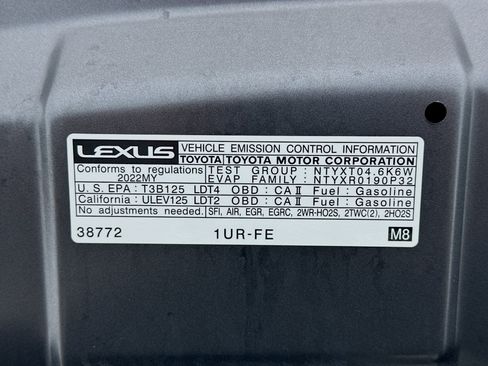 LEXUS VEHICLE EMISSION CONTROL INFORMATION
TOYOTA TOYOTA MOTOR CORPORATION
Conforms to regulations TEST GROUP : NTYXT04.6K6W
2022MY EVAP FAMILY : NTYXR0190P32
U.S. EPA : T3B125 LDT4 OBD : CAⅡ Fuel : Gasoline
California : ULEV125 LDT2 OBD : CAⅡ Fuel : Gasoline
No adjustments needed. SFI, AIR, EGR, EGRC, 2WR-HO2S, 2TWC(2), 2HO2S
38772 1UR-FE M8